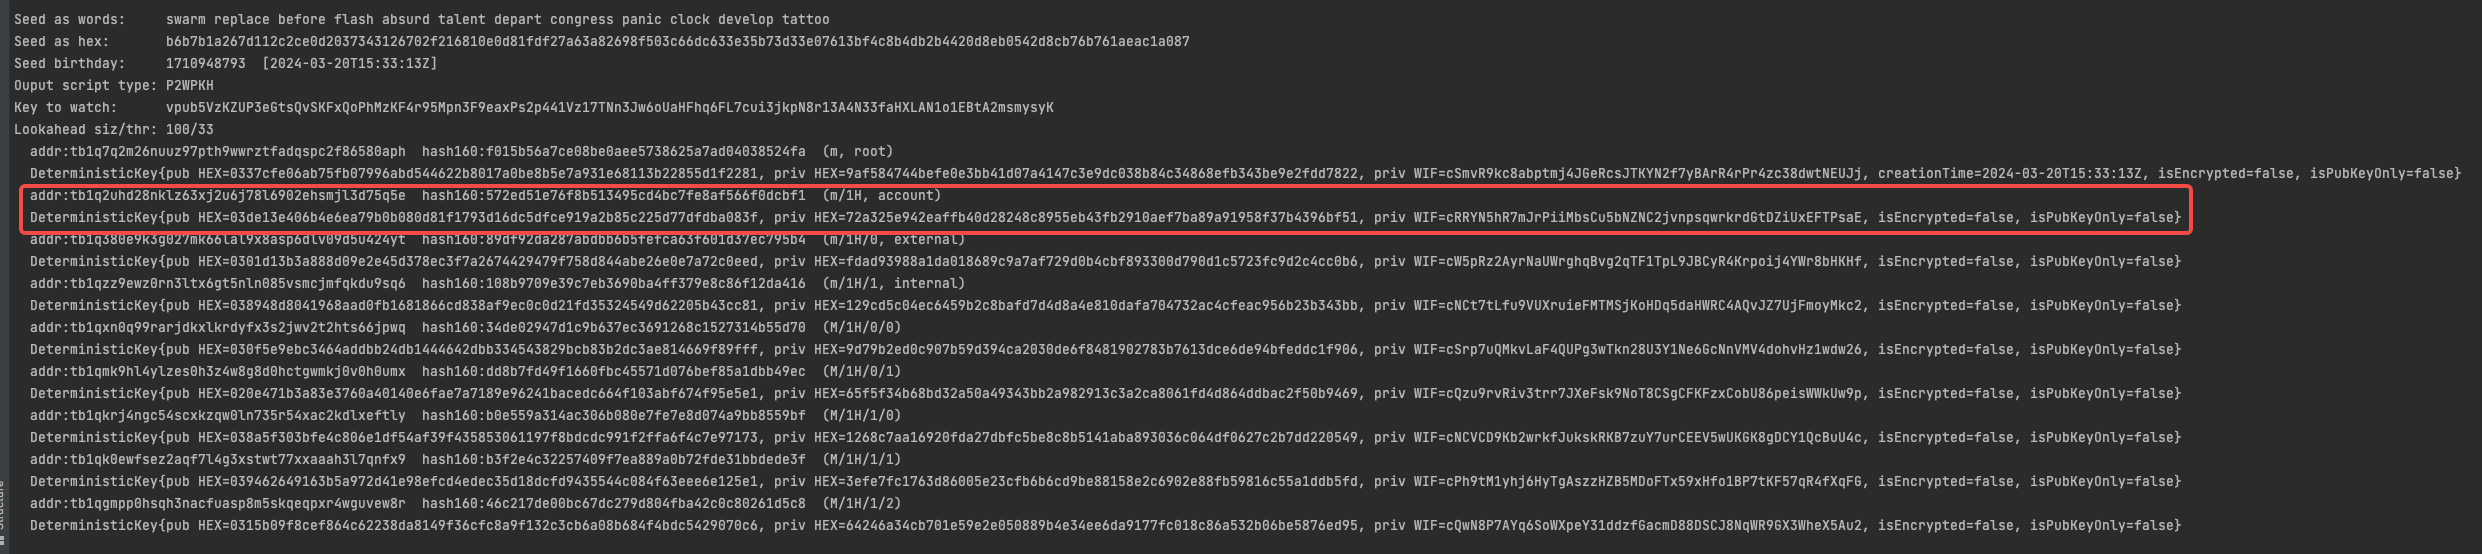 Seed as words:     swarm replace before flash absurd talent depart congress panic clock develop tattoo
Seed as hex:       b6b7b1a267d112c2ce0d2037343126702f216810e0d81fdf27a63a82698f503c66dc633e35b73d33e07613bf4c8b4db2b4420d8eb0542d8cb76b761aeac1a087
Seed birthday:     1710948793  [2024-03-20T15:33:13Z]
Ouput script type: P2WPKH
Key to watch:      vpub5VzKZUP3eGtsQvSKFxQoPhMzKF4r95Mpn3F9eaxPs2p441Vz17TNn3Jw6oUaHFhq6FL7cui3jkpN8r13A4N33faHXLAN1o1EBtA2msmysyK
Lookahead siz/thr: 100/33
addr:tb1q7q2m26nuuz97pth9wwrztfadqspc2f86580aph  hash160:f015b56a7ce08be0aee5738625a7ad04038524fa  (m, root)
DeterministicKey{pub HEX=0337cfe06ab75fb07996abd544622b8017a0be8b5e7a931e68113b22855d1f2281, priv HEX=9af584744befe0e3bb41d07a4147c3e9dc038b84c34868efb343be9e2fdd7822, priv WIF=cSmvR9kc8abptmj4JGeRcsJTKYN2f7yBArR4rPr4zc38dwtNEUJj, creationTime=2024-03-20T15:33:13Z, isEncrypted=false, isPubKeyOnly=false}
addr:tb1q2uhd28nklz63xj2u6j78l6902ehsmjl3d75q5e  hash160:572ed51e76f8b513495cd4bc7fe8af566f0dcbf1  (m/1H, account)
DeterministicKey{pub HEX=03de13e406b4e6ea79b0b080d81f1793d16dc5dfce919a2b85c225d77dfdba083f, priv HEX=72a325e942eaffb40d28248c8955eb43fb2910aef7ba89a91958f37b4396bf51, priv WIF=cRRYN5hR7mJrPiiMbsCu5bNZNC2jvnpsqwrkrdGtDZiUxEFTPsaE, isEncrypted=false, isPubKeyOnly=false}
addr:tb1q380e9k3g027mk66lal9x8asp6dlv09d5u424yt  hash160:89df92da287abdbb6b5fefca63f601d37ec795b4  (m/1H/0, external)
DeterministicKey{pub HEX=0301d13b3a888d09e2e45d378ec3f7a2674429479f758d844abe26e0e7a72c0eed, priv HEX=fdad93988a1da018689c9a7af729d0b4cbf893300d790d1c5723fc9d2c4cc0b6, priv WIF=cW5pRz2AyrNaUWrghqBvg2qTF1TpL9JBCyR4Krpoij4YWr8bHKHf, isEncrypted=false, isPubKeyOnly=false}
addr:tb1qzz9ewz0rn3ltx6gt5nln085vsmcjmfqkdu9sq6  hash160:108b9709e39c7eb3690ba4ff379e8c86f12da416  (m/1H/1, internal)
DeterministicKey{pub HEX=038948d8041968aad0fb1681866cd838af9ec0c0d21fd35324549d62205b43cc81, priv HEX=129cd5c04ec6459b2c8bafd7d4d8a4e810dafa704732ac4cfeac956b23b343bb, priv WIF=cNCt7tLfu9VUXruieFMTMSjKoHDq5daHWRC4AQvJZ7UjFmoyMkc2, isEncrypted=false, isPubKeyOnly=false}
addr:tb1qxn0q99rarjdkxlkrdyfx3s2jwv2t2hts66jpwq  hash160:34de02947d1c9b637ec3691268c1527314b55d70  (M/1H/0/0)
DeterministicKey{pub HEX=030f5e9ebc3464addbb24db1444642dbb334543829bcb83b2dc3ae814669f89fff, priv HEX=9d79b2ed0c907b59d394ca2030de6f8481902783b7613dce6de94bfeddc1f906, priv WIF=cSrp7uQMkvLaF4QUPg3wTkn28U3Y1Ne6GcNnVMV4dohvHz1wdw26, isEncrypted=false, isPubKeyOnly=false}
addr:tb1qmk9hl4ylzes0h3z4w8g8d0hctgwmkj0v0h0umx  hash160:dd8b7fd49f1660fbc45571d076bef85a1dbb49ec  (M/1H/0/1)
DeterministicKey{pub HEX=020e471b3a83e3760a40140e6fae7a7189e96241bacedc664f103abf674f95e5e1, priv HEX=65f5f34b68bd32a50a49343bb2a982913c3a2ca8061fd4d864ddbac2f50b9469, priv WIF=cQzu9rvRiv3trr7JXeFsk9NoT8CSgCFKFzxCobU86peisWWkUw9p, isEncrypted=false, isPubKeyOnly=false}
addr:tb1qkrj4ngc54scxkzqw0ln735r54xac2kdlxeftly  hash160:b0e559a314ac306b080e7fe7e8d074a9bb8559bf  (M/1H/1/0)
DeterministicKey{pub HEX=038a5f303bfe4c806e1df54af39f435853061197f8bdcdc991f2ffa6f4c7e97173, priv HEX=1268c7aa16920fda27dbfc5be8c8b5141aba893036c064df0627c2b7dd220549, priv WIF=cNCVCD9Kb2wrkfJukskRKB7zuY7urCEEV5wUKGK8gDCY1QcBuU4c, isEncrypted=false, isPubKeyOnly=false}
addr:tb1qk0ewfsez2aqf7l4g3xstwt77xxaaah3l7qnfx9  hash160:b3f2e4c32257409f7ea889a0b72fde31bbdede3f  (M/1H/1/1)
DeterministicKey{pub HEX=039462649163b5a972d41e98efcd4edec35d18dcfd9435544c084f63eee6e125e1, priv HEX=3efe7fc1763d86005e23cfb6b6cd9be88158e2c6902e88fb59816c55a1ddb5fd, priv WIF=cPh9tM1yhj6HyTgAszzHZB5MDoFTx59xHfo1BP7tKF57qR4fXqFG, isEncrypted=false, isPubKeyOnly=false}
addr:tb1qgmpp0hsqh3nacfuasp8m5skqeqpxr4wguvew8r  hash160:46c217de00bc67dc279d804fba42c0c80261d5c8  (M/1H/1/2)
DeterministicKey{pub HEX=0315b09f8cef864c62238da8149f36cfc8a9f132c3cb6a08b684f4bdc5429070c6, priv HEX=64246a34cb701e59e2e050889b4e34ee6da9177fc018c86a532b06be5876ed95, priv WIF=cQwN8P7AYq6SoWXpeY31ddzfGacmD88DSCJ8NqWR9GX3WheX5Au2, isEncrypted=false, isPubKeyOnly=false}